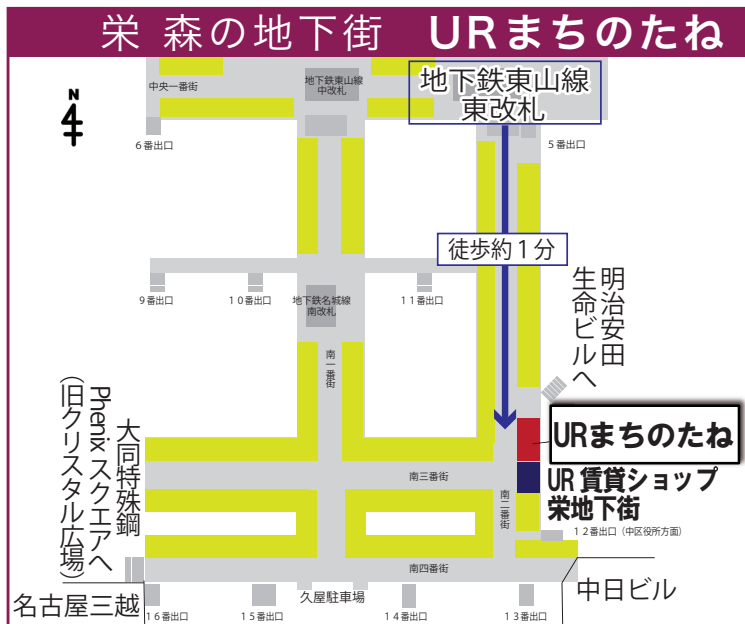 栄 森の地下街 URまちのたね
中央一番街
地下鉄東山線
中改札
地下鉄東山線
東改札
N
6番出口
5番出口
徒歩約1分
9番出口
10番出口
地下鉄名城線
南改札
11番出口
明治安田
生命ビルへ
南一番街
大同特殊鋼
Phenixスクエアへ
(旧クリスタル広場)
URまちのたね
UR賃貸ショップ
栄地下街
南三番街
南二番街
12番出口(中区役所方面)
南四番街
名古屋三越
久屋駐車場
中日ビル
16番出口
15番出口
14番出口
13番出口